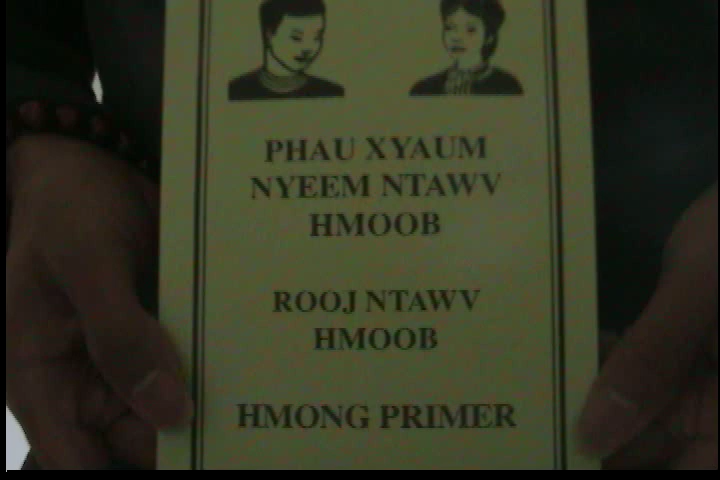 PHAU XYAUM
NYEEM NTAWV
HMOOB
ROOJ NTAWV
HMOOB
HMONG PRIMER